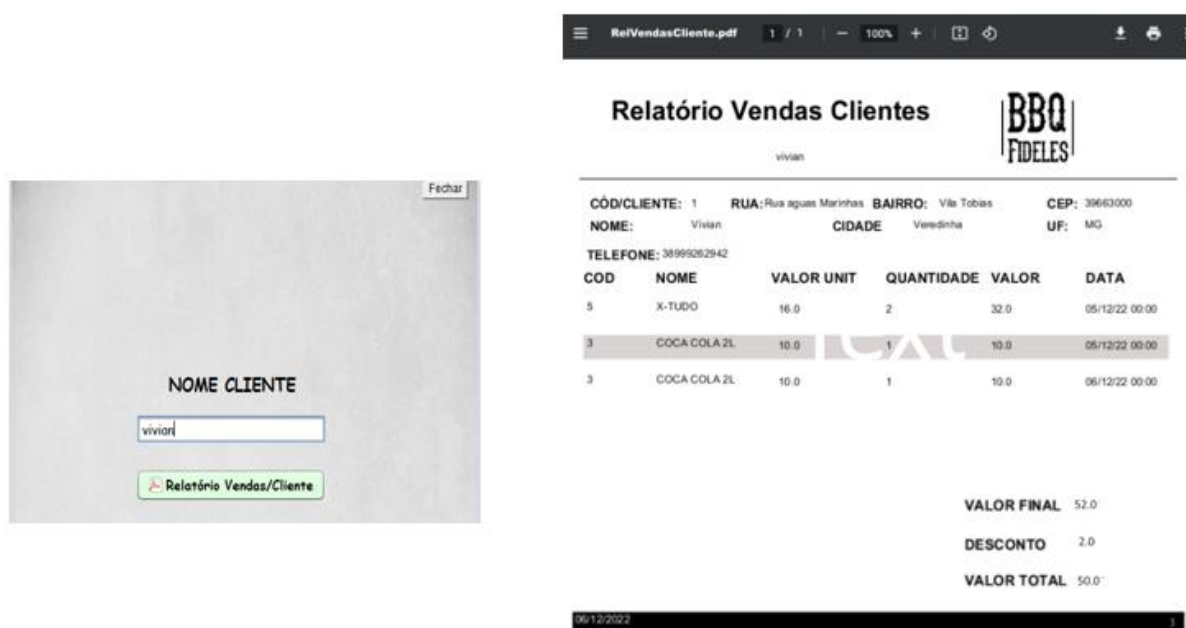 Fechar
NOME CLIENTE
vivian
Relatório Vendas/Cliente
RelVendasCliente.pdf 1 / 1 100%
Relatório Vendas Clientes
BBQ
FIDELES
vivian
CÓD/CLIENTE: 1 RUA: Rua aguas Marinhas BAIRRO: Vila Tobias CEP: 39663000
NOME: Vivian CIDADE Veredinha UF: MG
TELEFONE: 38999262942
COD NOME VALOR UNIT QUANTIDADE VALOR DATA
5 X-TUDO 16.0 2 32.0 05/12/22 00:00
3 COCA COLA 2L 10.0 1 10.0 05/12/22 00:00
Text
3 COCA COLA 2L 10.0 1 10.0 06/12/22 00:00
VALOR FINAL 52.0
DESCONTO 2.0
VALOR TOTAL 50.0
06/12/2022